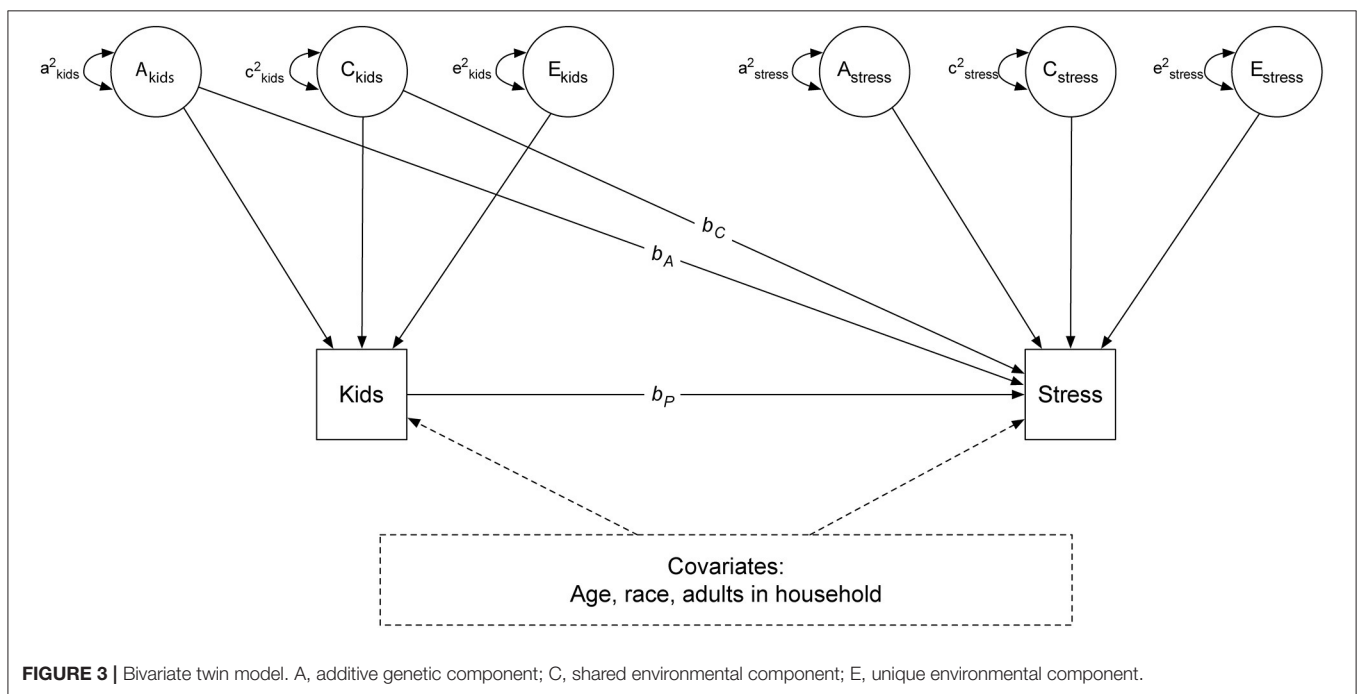 a²kids
Akids
c²kids
Ckids
e²kids
Ekids
a²stress
Astress
c²stress
Cstress
e²stress
Estress
bC
bA
Kids
bP
Stress
Covariates:
Age, race, adults in household
FIGURE 3 | Bivariate twin model. A, additive genetic component; C, shared environmental component; E, unique environmental component.